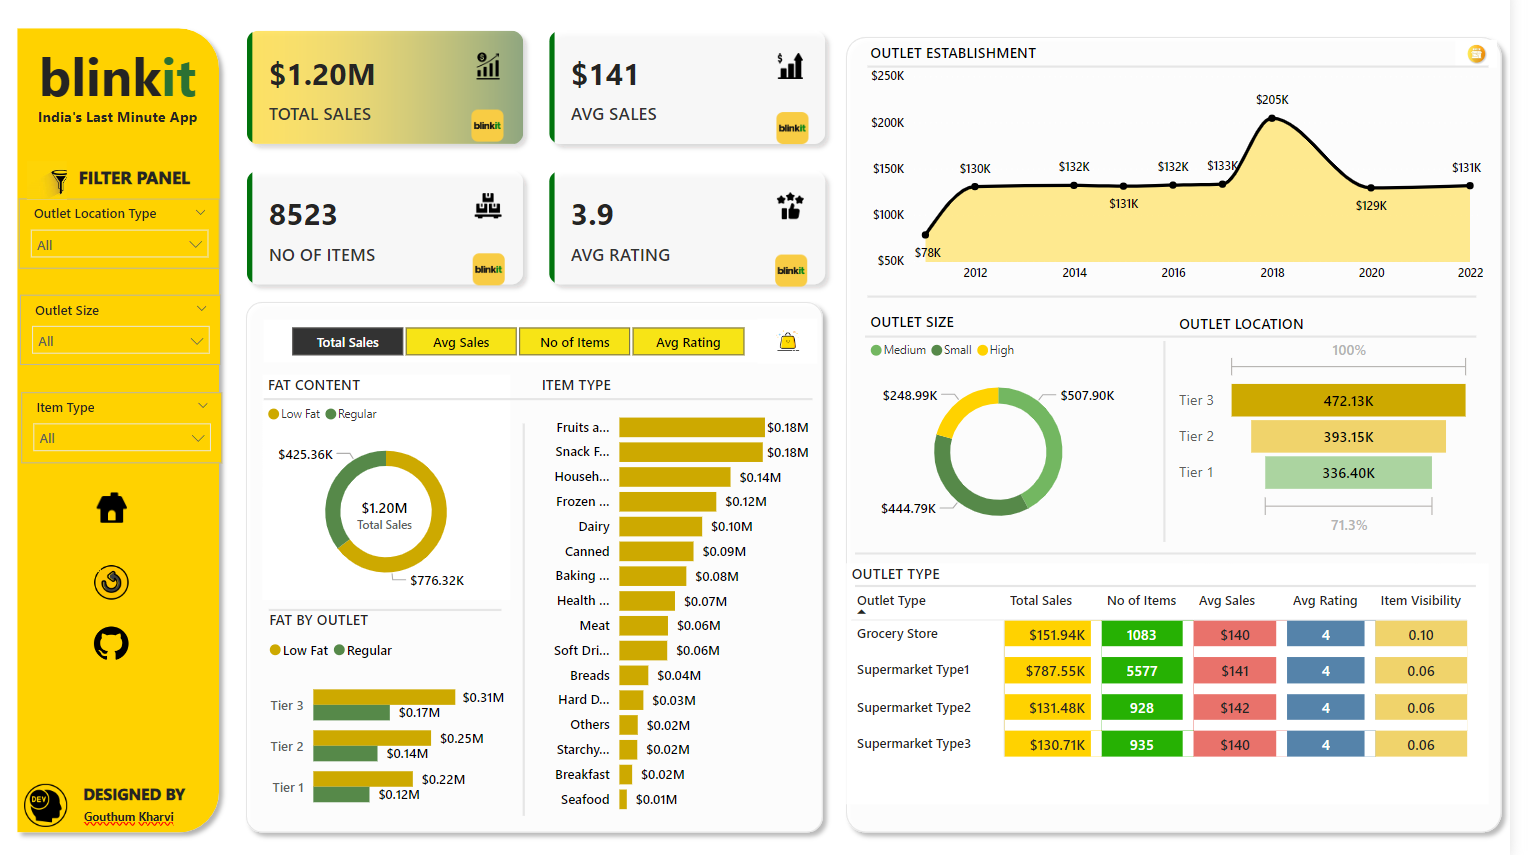 blinkit
India's Last Minute App
FILTER PANEL
Outlet Location Type
All
Outlet Size
All
Item Type
All
DEV
DESIGNED BY
Gouthum Kharvi
$1.20M
TOTAL SALES
blinkit
$141
AVG SALES
blinkit
8523
NO OF ITEMS
blinkit
3.9
AVG RATING
blinkit
Total Sales
Avg Sales
No of Items
Avg Rating
FAT CONTENT
Low Fat
Regular
$425.36K
$1.20M
Total Sales
$776.32K
FAT BY OUTLET
Low Fat
Regular
Tier 3
$0.31M
$0.17M
Tier 2
$0.25M
$0.14M
Tier 1
$0.22M
$0.12M
ITEM TYPE
Fruits a... $0.18M
Snack F... $0.18M
Househ... $0.14M
Frozen ... $0.12M
Dairy $0.10M
Canned $0.09M
Baking ... $0.08M
Health ... $0.07M
Meat $0.06M
Soft Dri... $0.06M
Breads $0.04M
Hard D... $0.03M
Others $0.02M
Starchy... $0.02M
Breakfast $0.02M
Seafood $0.01M
OUTLET ESTABLISHMENT
$250K
$200K
$150K
$100K
$50K
$78K
$130K
$132K
$131K
$132K
$133K
$205K
$129K
$131K
2012 2014 2016 2018 2020 2022
OUTLET SIZE
Medium Small High
$248.99K
$507.90K
$444.79K
OUTLET LOCATION
100%
Tier 3 472.13K
Tier 2 393.15K
Tier 1 336.40K
71.3%
OUTLET TYPE
Outlet Type Total Sales No of Items Avg Sales Avg Rating Item Visibility
Grocery Store $151.94K 1083 $140 4 0.10
Supermarket Type1 $787.55K 5577 $141 4 0.06
Supermarket Type2 $131.48K 928 $142 4 0.06
Supermarket Type3 $130.71K 935 $140 4 0.06